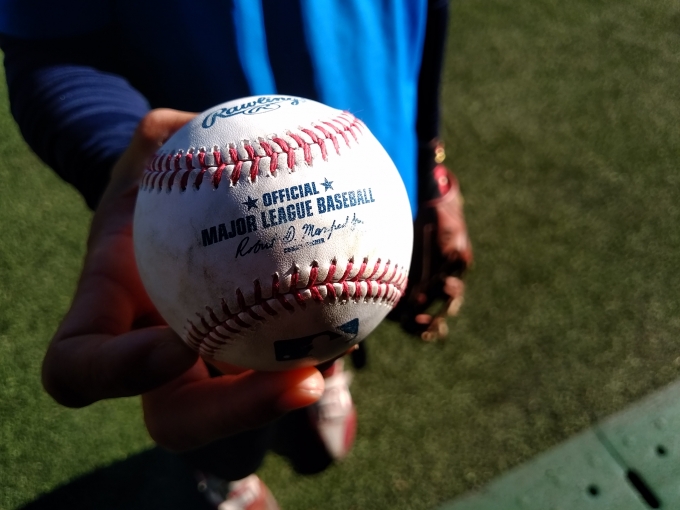 Rawlings
OFFICIAL
MAJOR LEAGUE BASEBALL
Robert D. Manfred Jr.